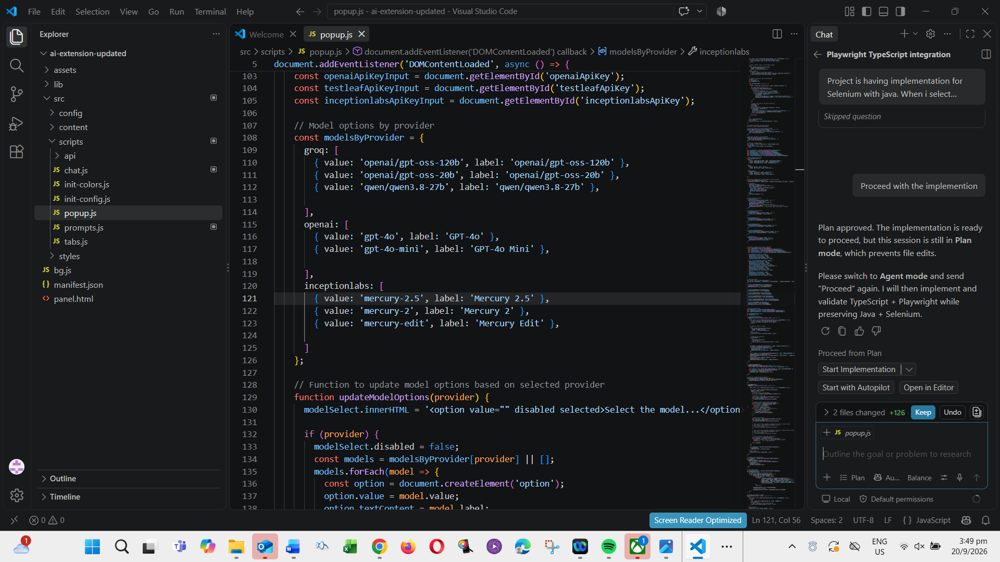 File Edit Selection View Go Run Terminal Help
popup.js - ai-extension-updated - Visual Studio Code
Explorer
ai-extension-updated
assets
lib
src
config
content
scripts
api
JS chat.js
JS init-colors.js
JS init-config.js
JS popup.js
JS prompts.js
JS tabs.js
styles
JS bg.js
{} manifest.json
<> panel.html
Outline
Timeline
Welcome
JS popup.js
src > scripts > JS popup.js > document.addEventListener('DOMContentLoaded') callback > modelsByProvider > inceptionlabs
5 document.addEventListener('DOMContentLoaded', async () => {
103 const openaiApiKeyInput = document.getElementById('openaiApiKey');
104 const testleafApiKeyInput = document.getElementById('testleafApiKey');
105 const inceptionlabsApiKeyInput = document.getElementById('inceptionlabsApiKey');
106
107 // Model options by provider
108 const modelsByProvider = {
109 groq: [
110 { value: 'openai/gpt-oss-120b', label: 'openai/gpt-oss-120b' },
111 { value: 'openai/gpt-oss-20b', label: 'openai/gpt-oss-20b' },
112 { value: 'qwen/qwen3.8-27b', label: 'qwen/qwen3.8-27b' },
113
114 ],
115 openai: [
116 { value: 'gpt-4o', label: 'GPT-4o' },
117 { value: 'gpt-4o-mini', label: 'GPT-4o Mini' },
118
119 ],
120 inceptionlabs: [
121 { value: 'mercury-2.5', label: 'Mercury 2.5' },
122 { value: 'mercury-2', label: 'Mercury 2' },
123 { value: 'mercury-edit', label: 'Mercury Edit' },
124
125 ]
126 };
127
128 // Function to update model options based on selected provider
129 function updateModelOptions(provider) {
130 modelSelect.innerHTML = '<option value="" disabled selected>Select the model...</option
131
132 if (provider) {
133 modelSelect.disabled = false;
134 const models = modelsByProvider[provider] || [];
135 models.forEach(model => {
136 const option = document.createElement('option');
137 option.value = model.value;
138 option.textContent = model.label;
Chat
Playwright TypeScript integration
Project is having implementation for
Selenium with java. When i select...
Skipped question
Proceed with the implemention
Plan approved. The implementation is ready
to proceed, but this session is still in Plan
mode, which prevents file edits.
Please switch to Agent mode and send
“Proceed” again. I will then implement and
validate TypeScript + Playwright while
preserving Java + Selenium.
Proceed from Plan
Start Implementation
Start with Autopilot
Open in Editor
2 files changed +126 Keep Undo
JS popup.js
Outline the goal or problem to research
Plan Au... Balance
Local Default permissions
0 0
Screen Reader Optimized Ln 121, Col 56 Spaces: 2 UTF-8 LF {} JavaScript
1
1
ENG
US
3:49 pm
20/9/2026